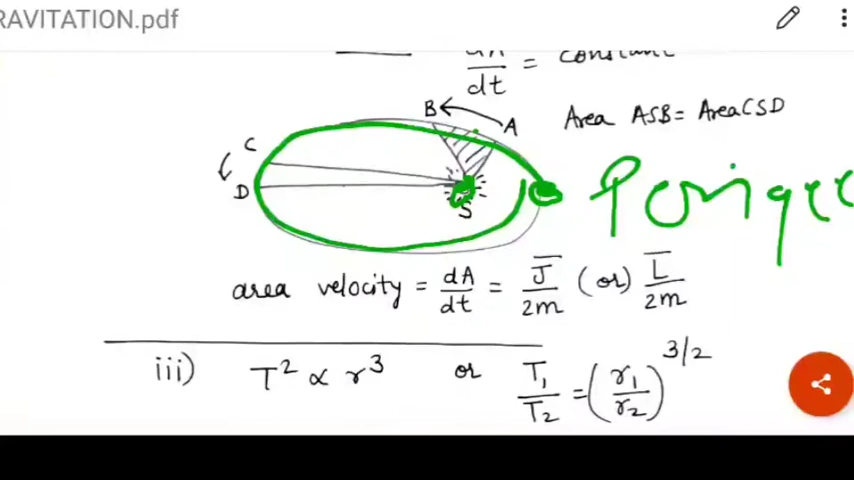 RAVITATION.pdf
dA/dt = constant
B A Area ASB = Area CSD
C
D S Perigee
area velocity = dA/dt = J̅/2m (or) L̅/2m
iii) T² ∝ r³ or T₁/T₂ = (r₁/r₂)^3/2